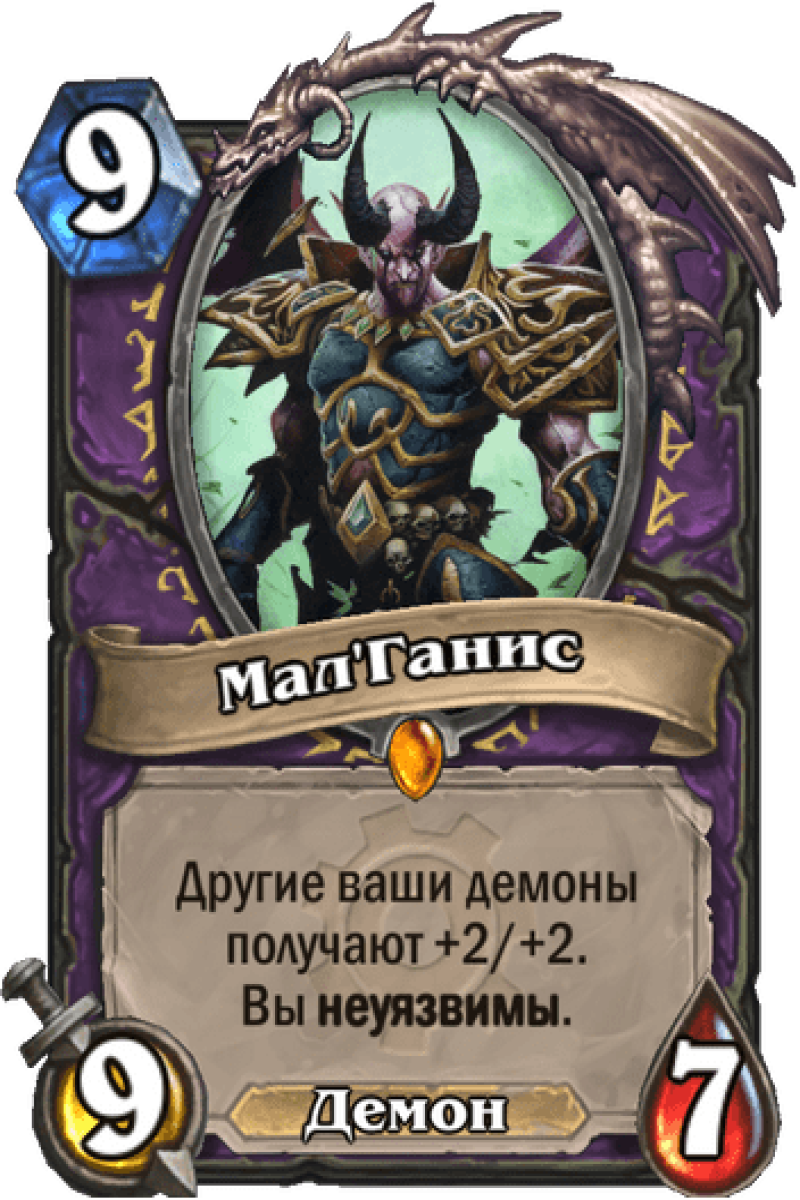 9
Мал'Ганис
Другие ваши демоны
получают +2/+2.
Вы неуязвимы.
9
Демон
7